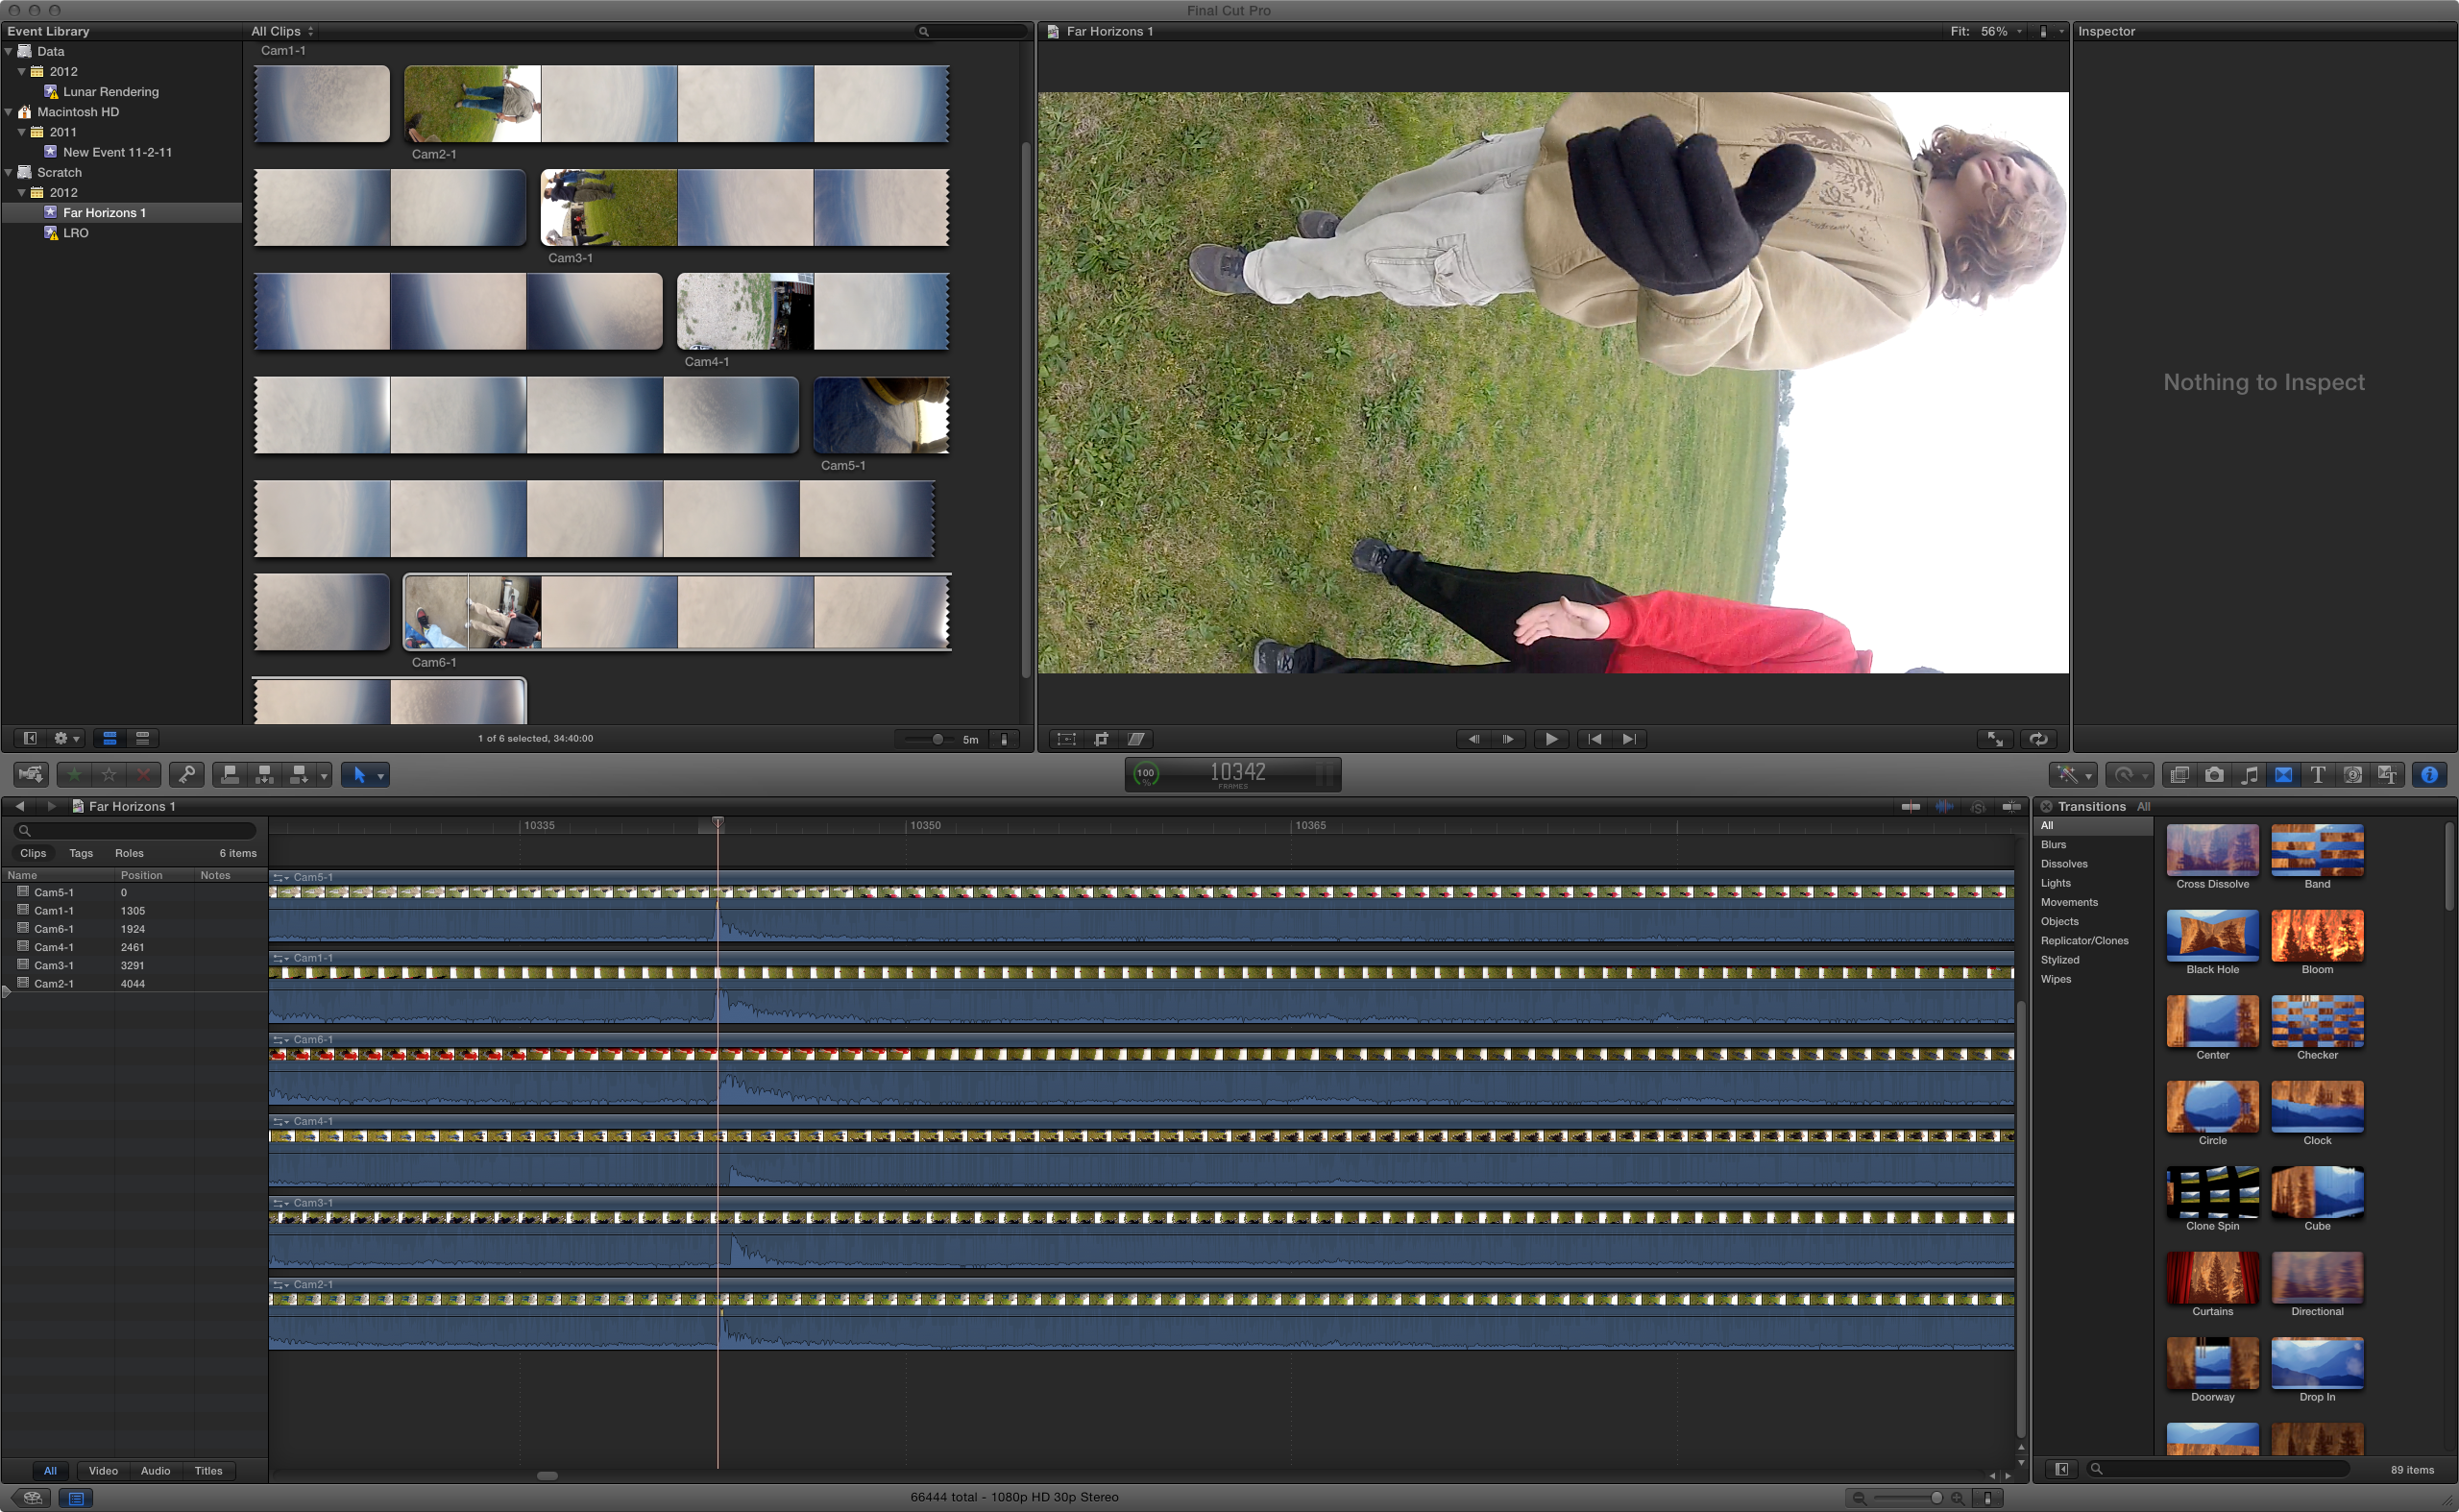 Final Cut Pro
Event Library
All Clips
Far Horizons 1
Fit: 56%
Inspector
Data
2012
Lunar Rendering
Macintosh HD
2011
New Event 11-2-11
Scratch
2012
Far Horizons 1
LRO
Cam1-1
Cam2-1
Cam3-1
Cam4-1
Cam5-1
Cam6-1
Nothing to Inspect
1 of 6 selected, 34:40:00
5m
100
%
10342
FRAMES
Far Horizons 1
Clips Tags Roles 6 items
Name Position Notes
Cam5-1 0
Cam1-1 1305
Cam6-1 1924
Cam4-1 2461
Cam3-1 3291
Cam2-1 4044
10335 10350 10365
Cam5-1
Cam1-1
Cam6-1
Cam4-1
Cam3-1
Cam2-1
All Video Audio Titles
Transitions All
All
Blurs
Dissolves
Lights
Movements
Objects
Replicator/Clones
Stylized
Wipes
Cross Dissolve Band
Black Hole Bloom
Center Checker
Circle Clock
Clone Spin Cube
Curtains Directional
Doorway Drop In
89 items
66444 total - 1080p HD 30p Stereo